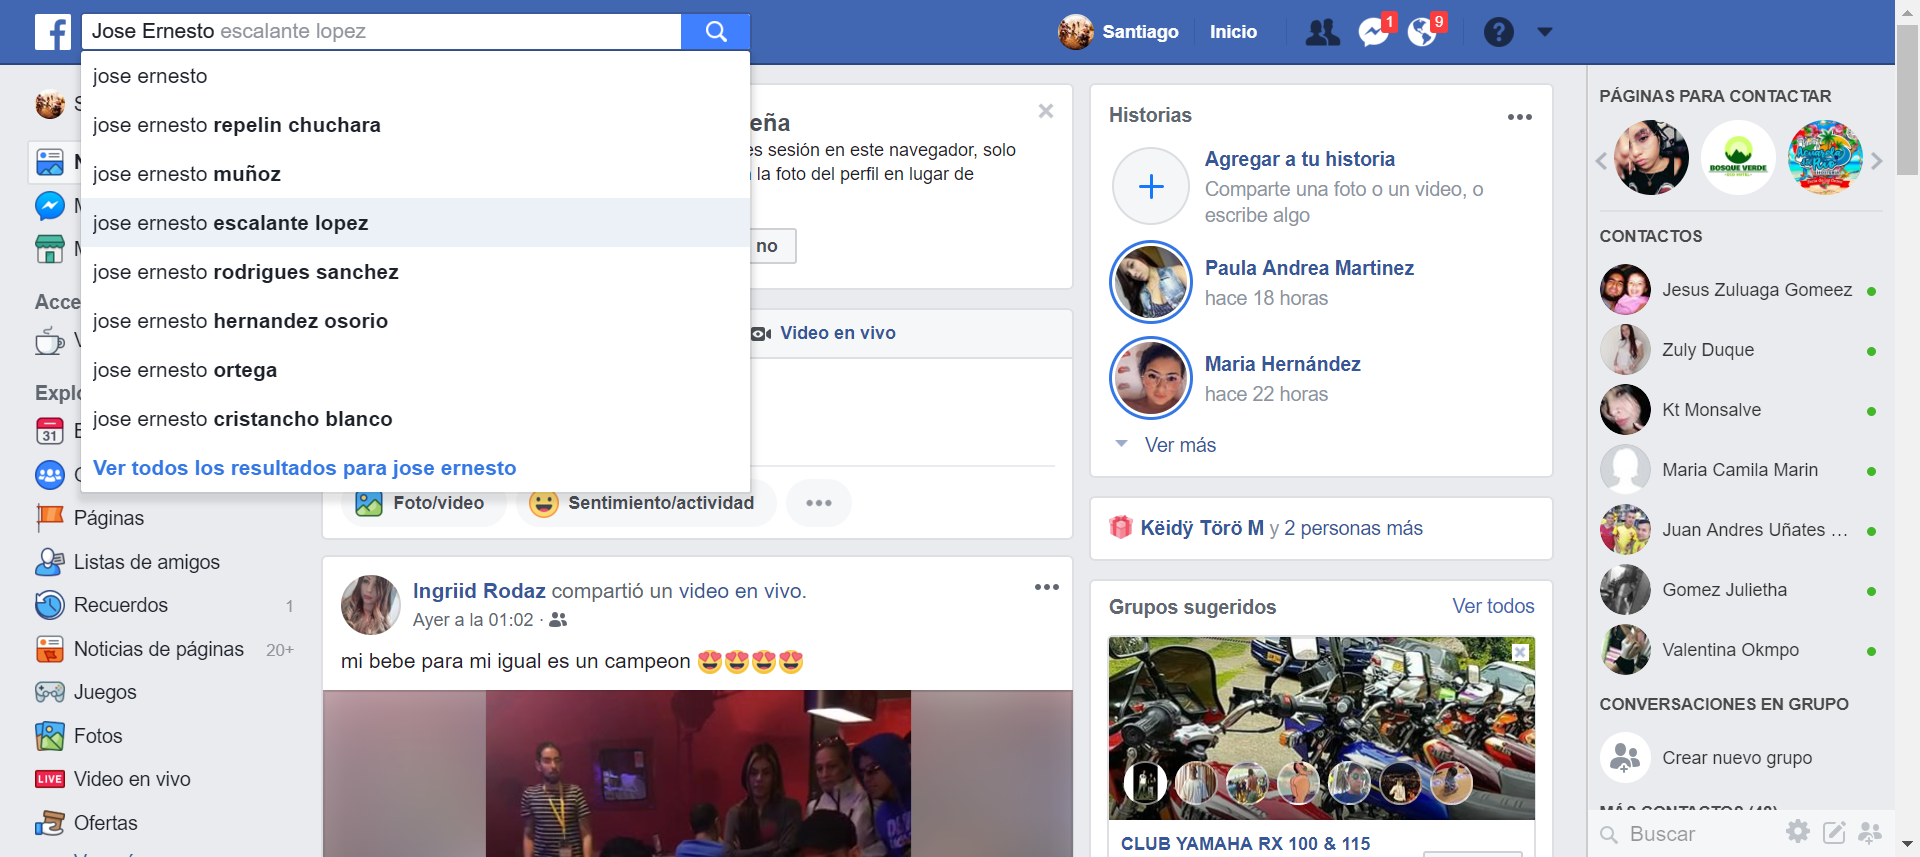 Jose Ernesto escalante lopez
Santiago
Inicio
1
9
jose ernesto
jose ernesto repelin chuchara
jose ernesto muñoz
jose ernesto escalante lopez
jose ernesto rodrigues sanchez
jose ernesto hernandez osorio
jose ernesto ortega
jose ernesto cristancho blanco
Ver todos los resultados para jose ernesto
S
N
M
M
Acce
V
Explo
31
E
Páginas
Listas de amigos
Recuerdos 1
Noticias de páginas 20+
Juegos
Fotos
LIVE Video en vivo
Ofertas
eña
es sesión en este navegador, solo
la foto del perfil en lugar de
no
Video en vivo
Foto/video
Sentimiento/actividad
Ingriid Rodaz compartió un video en vivo.
Ayer a la 01:02 ·
mi bebe para mi igual es un campeon 😍😍😍😍
Historias
Agregar a tu historia
Comparte una foto o un video, o
escribe algo
Paula Andrea Martinez
hace 18 horas
Maria Hernández
hace 22 horas
Ver más
Këidÿ Törö M y 2 personas más
Grupos sugeridos
Ver todos
CLUB YAMAHA RX 100 & 115
PÁGINAS PARA CONTACTAR
BOSQUE VERDE
CONTACTOS
Jesus Zuluaga Gomeez
Zuly Duque
Kt Monsalve
Maria Camila Marin
Juan Andres Uñates ...
Gomez Julietha
Valentina Okmpo
CONVERSACIONES EN GRUPO
Crear nuevo grupo
MÁS CONTACTOS (48)
Buscar